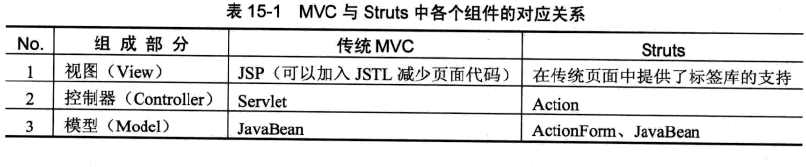 表 15-1 MVC 与 Struts 中各个组件的对应关系
No. 组 成 部 分 传统 MVC Struts
1 视图（View） JSP（可以加入 JSTL 减少页面代码） 在传统页面中提供了标签库的支持
2 控制器（Controller） Servlet Action
3 模型（Model） JavaBean ActionForm、JavaBean